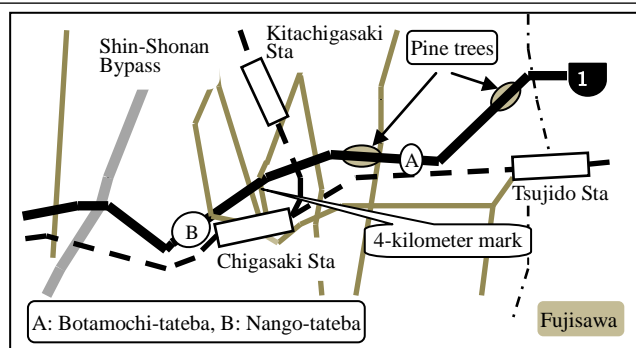 Shin-Shonan
Bypass
Kitachigasaki
Sta
Pine trees
1
A
Tsujido Sta
B
4-kilometer mark
Chigasaki Sta
A: Botamochi-tateba, B: Nango-tateba
Fujisawa